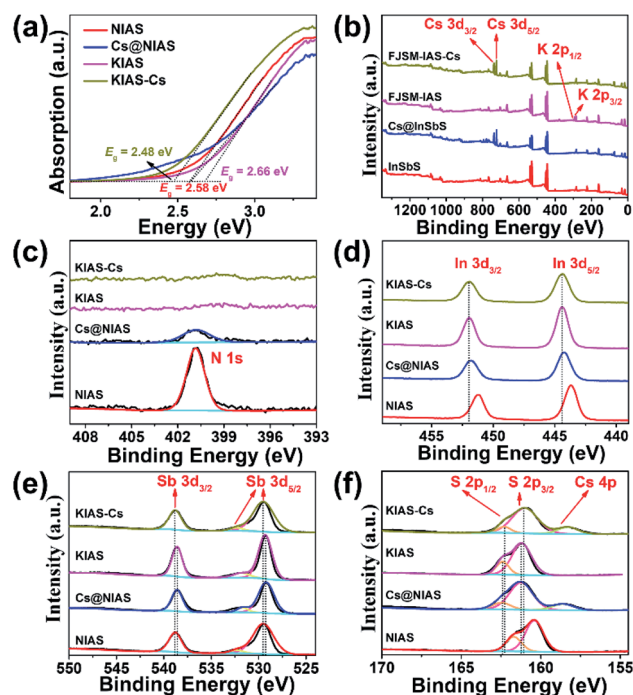 (a)
NIAS
Cs@NIAS
KIAS
KIAS-Cs
Eg = 2.48 eV
Eg = 2.66 eV
Eg = 2.58 eV
Absorption (a.u.)
2.0 2.5 3.0
Energy (eV)
(b)
Cs 3d3/2 Cs 3d5/2
K 2p1/2
K 2p3/2
FJSM-IAS-Cs
FJSM-IAS
Cs@InSbS
InSbS
Intensity (a.u.)
1200 1000 800 600 400 200 0
Binding Energy (eV)
(c)
KIAS-Cs
KIAS
Cs@NIAS
N 1s
NIAS
Intensity (a.u.)
408 405 402 399 396 393
Binding Energy (eV)
(d)
In 3d3/2 In 3d5/2
KIAS-Cs
KIAS
Cs@NIAS
NIAS
Intensity (a.u.)
455 450 445 440
Binding Energy (eV)
(e)
Sb 3d3/2 Sb 3d5/2
KIAS-Cs
KIAS
Cs@NIAS
NIAS
Intensity (a.u.)
550 545 540 535 530 525
Binding Energy (eV)
(f)
S 2p1/2 S 2p3/2 Cs 4p
KIAS-Cs
KIAS
Cs@NIAS
NIAS
Intensity (a.u.)
170 165 160 155
Binding Energy (eV)